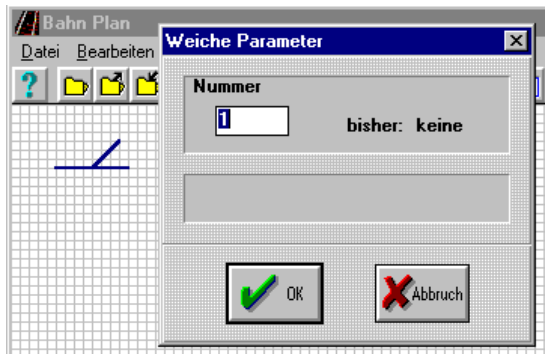 Bahn Plan
Datei Bearbeiten
Weiche Parameter
?
Nummer
1
bisher: keine
OK
Abbruch